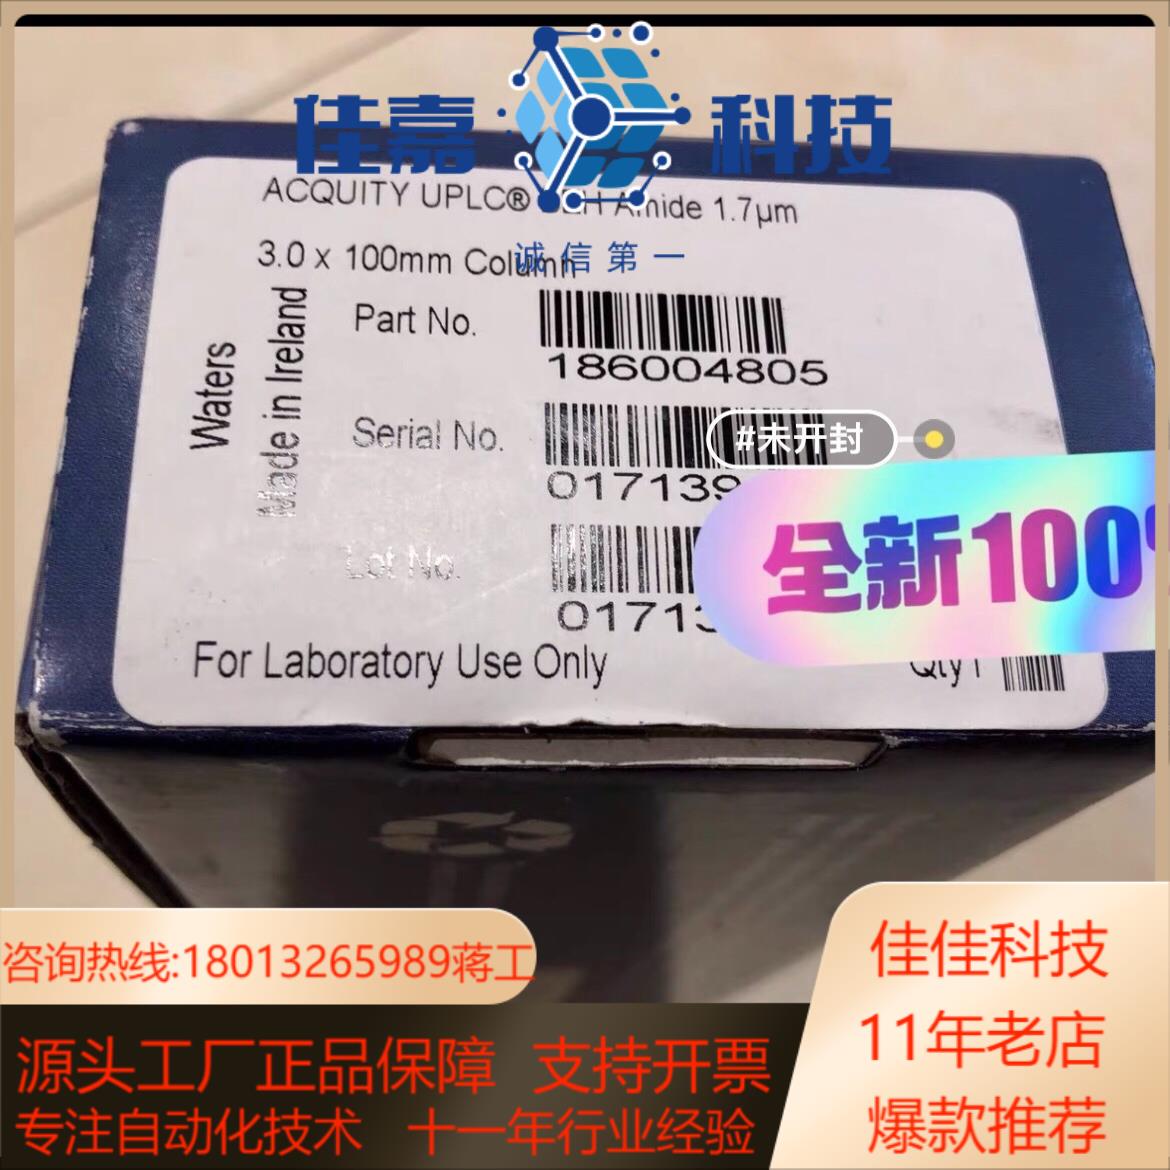 佳嘉科技
ACQUITY UPLC® Amide 1.7µm
诚信第一
3.0 x 100mm Column
Part No.
186004805
Waters
Made in Ireland
Serial No.
#未开封
全新100%
Lot No.
For Laboratory Use Only
Qty 1
咨询热线:18013265989蒋工
源头工厂正品保障 支持开票
专注自动化技术 十一年行业经验
佳佳科技
11年老店
爆款推荐